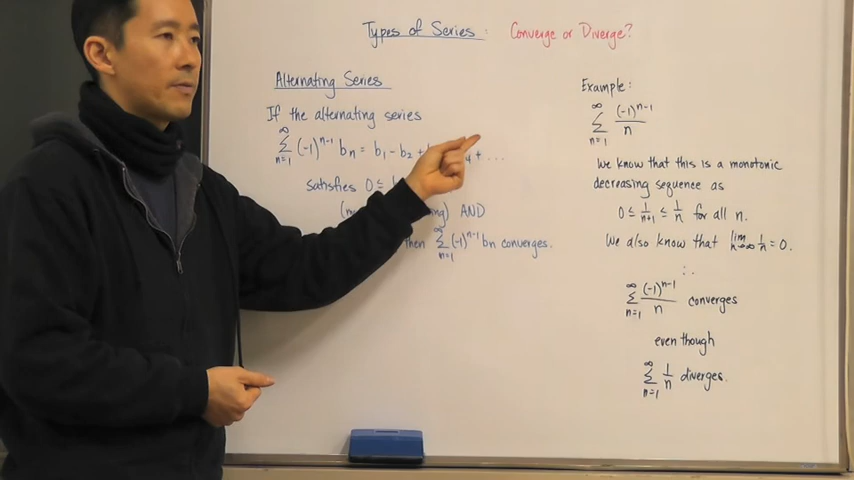 Types of Series: Converge or Diverge?
Alternating Series
If the alternating series
∞ Σ n=1 (-1)^n-1 bn = b1 - b2 + 4 + ...
satisfies 0 ≤
ng) AND
then ∞ Σ n=1 (-1)^n-1 bn converges.
Example:
∞ Σ n=1 (-1)^n-1 / n
We know that this is a monotonic
decreasing sequence as
0 ≤ 1/n+1 ≤ 1/n for all n.
We also know that lim n→∞ 1/n = 0.
∴
∞ Σ n=1 (-1)^n-1 / n converges
even though
∞ Σ n=1 1/n diverges.